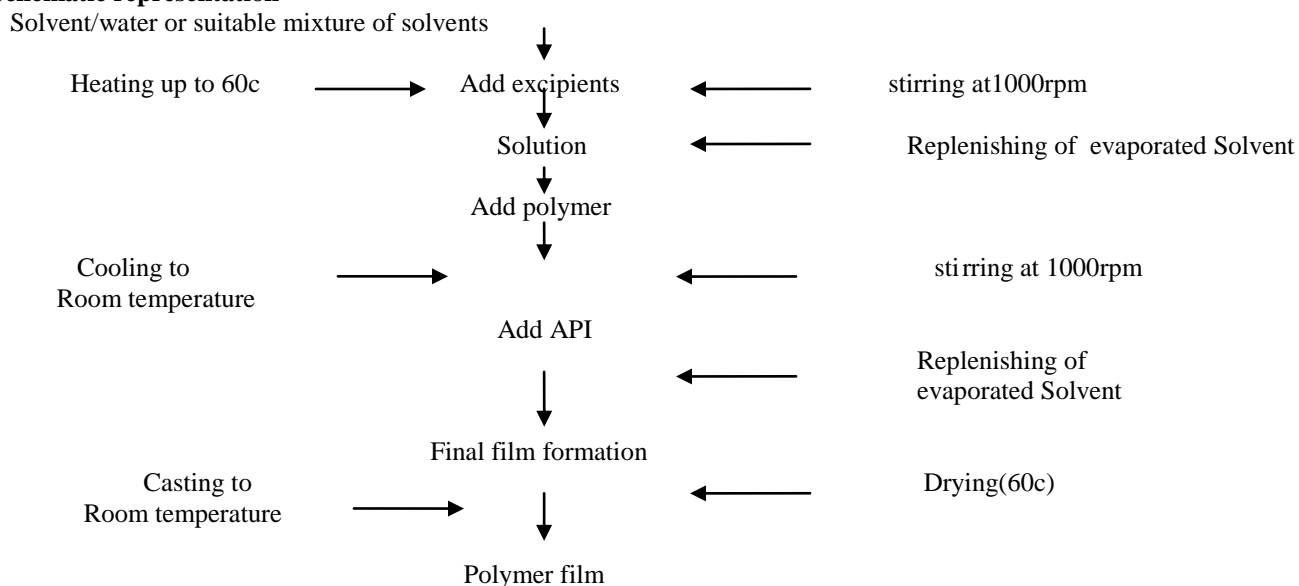 Solvent/water or suitable mixture of solvents
Heating up to 60c
Add excipients
stirring at1000rpm
Solution
Replenishing of evaporated Solvent
Add polymer
Cooling to
Room temperature
stirring at 1000rpm
Add API
Replenishing of
evaporated Solvent
Final film formation
Casting to
Room temperature
Drying(60c)
Polymer film